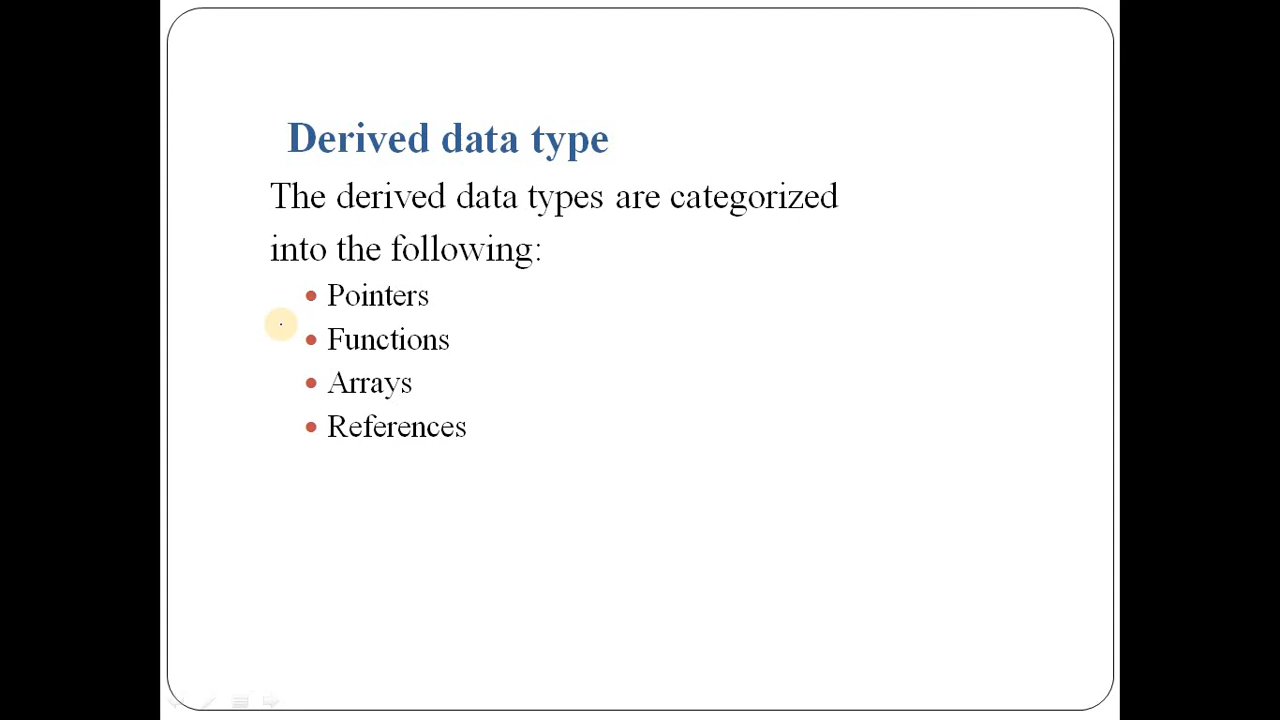 Derived data type
The derived data types are categorized
into the following:
• Pointers
• Functions
• Arrays
• References